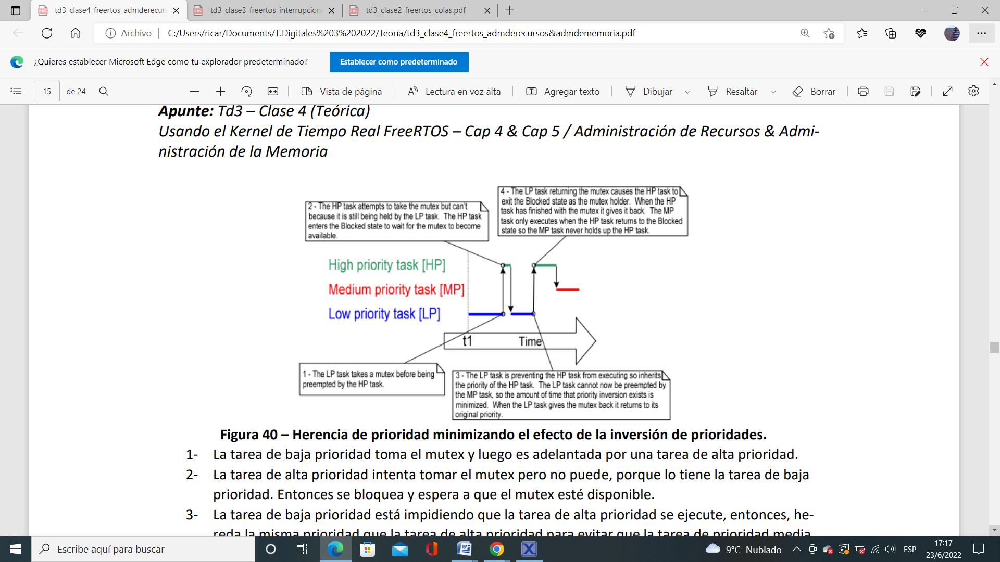 td3_clase4_freertos_admderecurs
td3_clase3_freertos_interrupcion
td3_clase2_freertos_colas.pdf
Archivo
C:/Users/ricar/Documents/T.Digitales%203%202022/Teoría/td3_clase4_freertos_admderecursos&admdememoria.pdf
¿Quieres establecer Microsoft Edge como tu explorador predeterminado?
Establecer como predeterminado
15 de 24
Vista de página
Lectura en voz alta
Agregar texto
Dibujar
Resaltar
Borrar
Apunte: Td3 – Clase 4 (Teórica)
Usando el Kernel de Tiempo Real FreeRTOS – Cap 4 & Cap 5 / Administración de Recursos & Admi-
nistración de la Memoria
2 - The HP task attempts to take the mutex but can't
because it is still being held by the LP task. The HP task
enters the Blocked state to wait for the mutex to become
available.
4 - The LP task returning the mutex causes the HP task to
exit the Blocked state as the mutex holder. When the HP
task has finished with the mutex it gives it back. The MP
task only executes when the HP task returns to the Blocked
state so the MP task never holds up the HP task.
High priority task [HP]
Medium priority task [MP]
Low priority task [LP]
t1
Time
1 - The LP task takes a mutex before being
preempted by the HP task.
3 - The LP task is preventing the HP task from executing so inherits
the priority of the HP task. The LP task cannot now be preempted by
the MP task, so the amount of time that priority inversion exists is
minimized. When the LP task gives the mutex back it returns to its
original priority.
Figura 40 – Herencia de prioridad minimizando el efecto de la inversión de prioridades.
1- La tarea de baja prioridad toma el mutex y luego es adelantada por una tarea de alta prioridad.
2- La tarea de alta prioridad intenta tomar el mutex pero no puede, porque lo tiene la tarea de baja
prioridad. Entonces se bloquea y espera a que el mutex esté disponible.
3- La tarea de baja prioridad está impidiendo que la tarea de alta prioridad se ejecute, entonces, he-
reda la misma prioridad que la tarea de alta prioridad para evitar que la tarea de prioridad media
Escribe aquí para buscar
9°C Nublado
ESP
17:17
23/6/2022